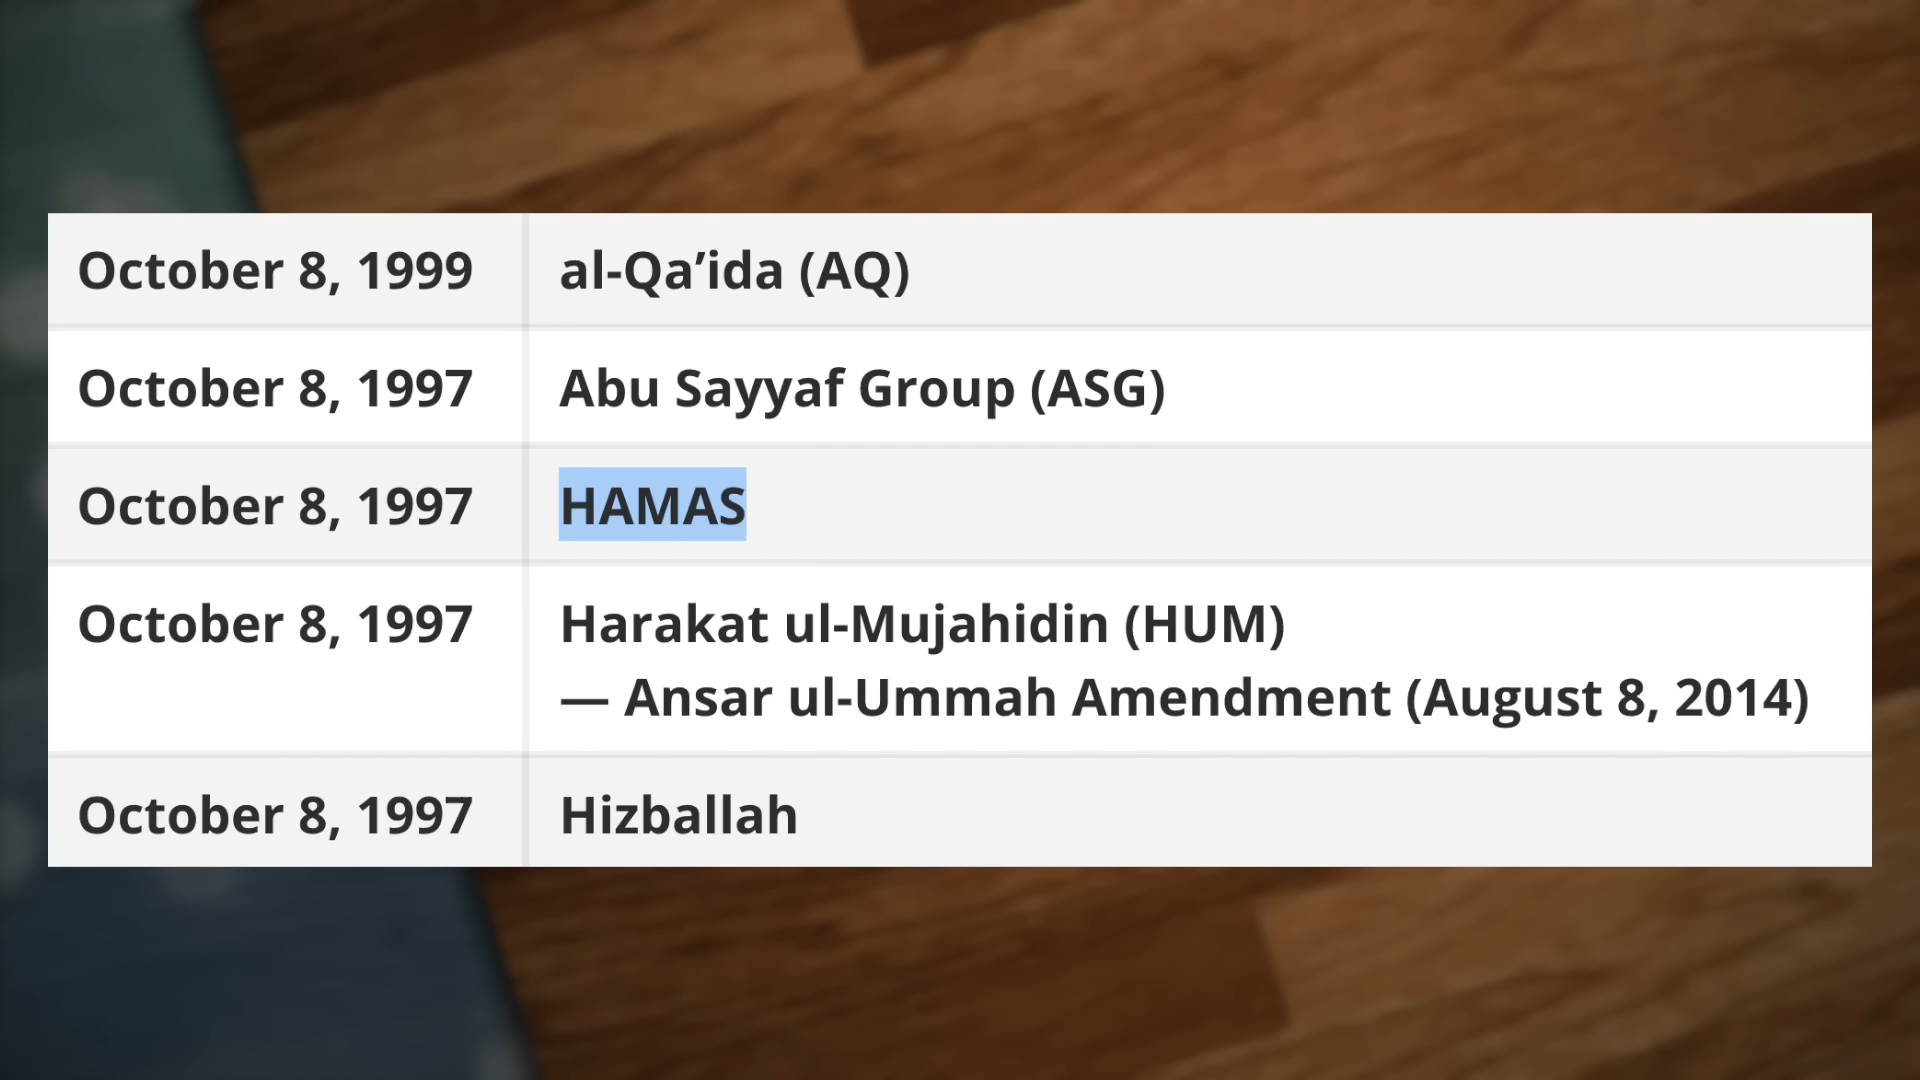 October 8, 1999 al-Qa’ida (AQ)
October 8, 1997 Abu Sayyaf Group (ASG)
October 8, 1997 HAMAS
October 8, 1997 Harakat ul-Mujahidin (HUM)
— Ansar ul-Ummah Amendment (August 8, 2014)
October 8, 1997 Hizballah